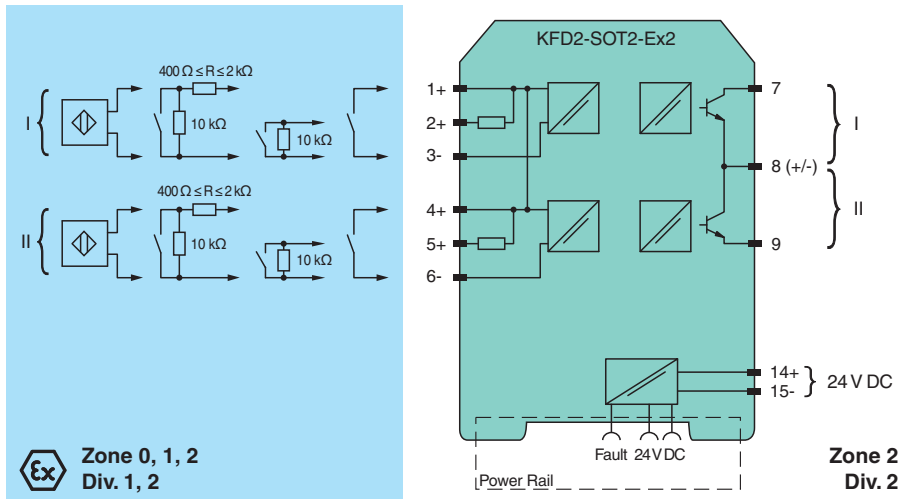 KFD2-SOT2-Ex2
400 Ω ≤ R ≤ 2 kΩ
I
10 kΩ
10 kΩ
400 Ω ≤ R ≤ 2 kΩ
II
10 kΩ
10 kΩ
1+
2+
3-
4+
5+
6-
7
I
8 (+/-)
II
9
14+
15-
24 V DC
Fault 24 V DC
Power Rail
Ex
Zone 0, 1, 2
Div. 1, 2
Zone 2
Div. 2